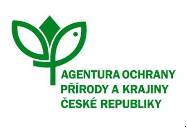 AGENTURA OCHRANY
PŘÍRODY A KRAJINY
ČESKÉ REPUBLIKY